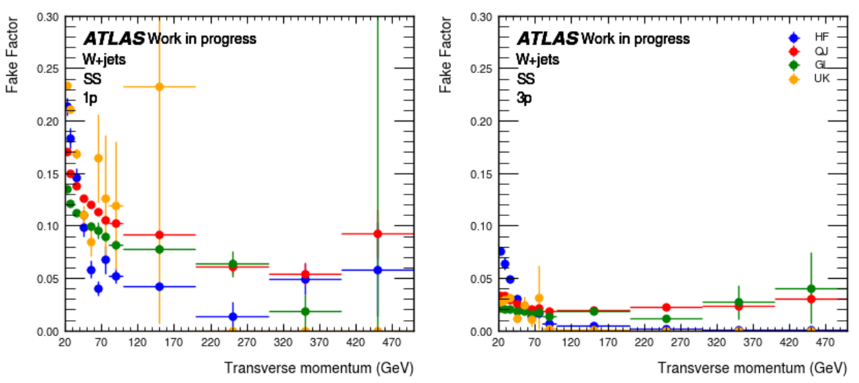 0.30
0.25
0.20
0.15
0.10
0.05
0.00
Fake Factor
ATLAS Work in progress
W+jets
SS
1p
20 70 120 170 220 270 320 370 420 470
Transverse momentum (GeV)
0.30
0.25
0.20
0.15
0.10
0.05
0.00
Fake Factor
ATLAS Work in progress
W+jets
SS
3p
HF
QJ
GL
UK
20 70 120 170 220 270 320 370 420 470
Transverse momentum (GeV)